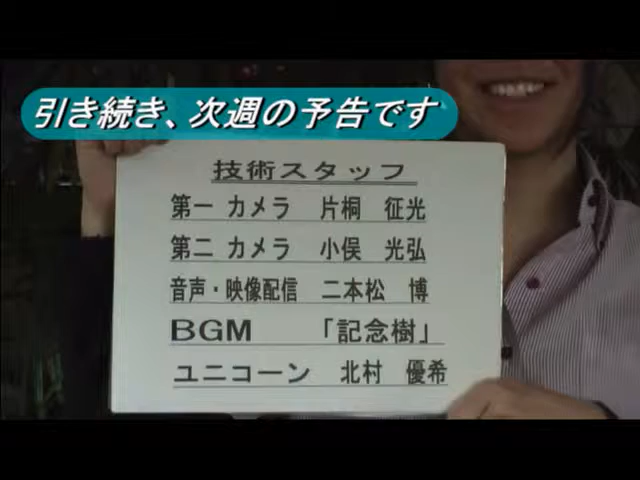 引き続き、次週の予告です
技術スタッフ
第一 カメラ 片桐 征光
第二 カメラ 小俣 光弘
音声・映像配信 二本松 博
BGM 「記念樹」
ユニコーン 北村 優希